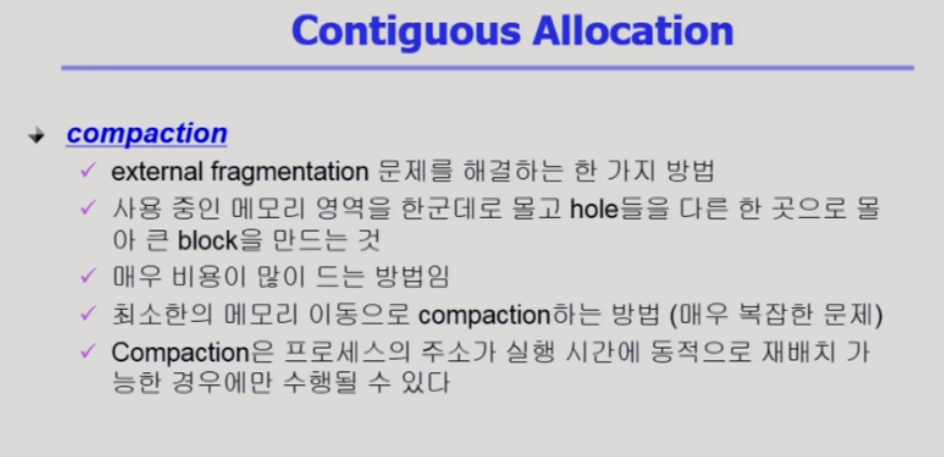 Contiguous Allocation
compaction
external fragmentation 문제를 해결하는 한 가지 방법
사용 중인 메모리 영역을 한군데로 몰고 hole들을 다른 한 곳으로 몰
아 큰 block을 만드는 것
매우 비용이 많이 드는 방법임
최소한의 메모리 이동으로 compaction하는 방법 (매우 복잡한 문제)
Compaction은 프로세스의 주소가 실행 시간에 동적으로 재배치 가
능한 경우에만 수행될 수 있다